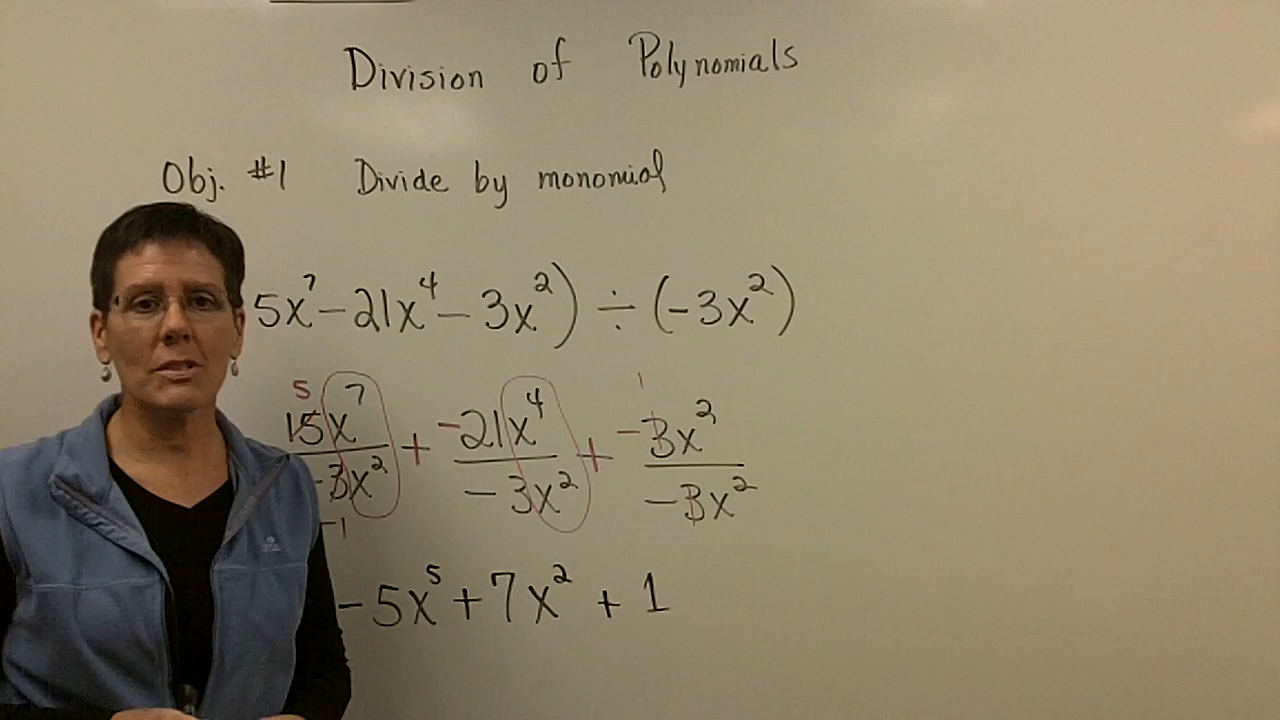 Division of Polynomials
Obj. #1 Divide by monomial
5x⁷ - 21x⁴ - 3x²) ÷ (-3x²)
5 1
15x⁷ + -21x⁴ + -3x²
-3x² -3x² -3x²
-1
-5x⁵ + 7x² + 1